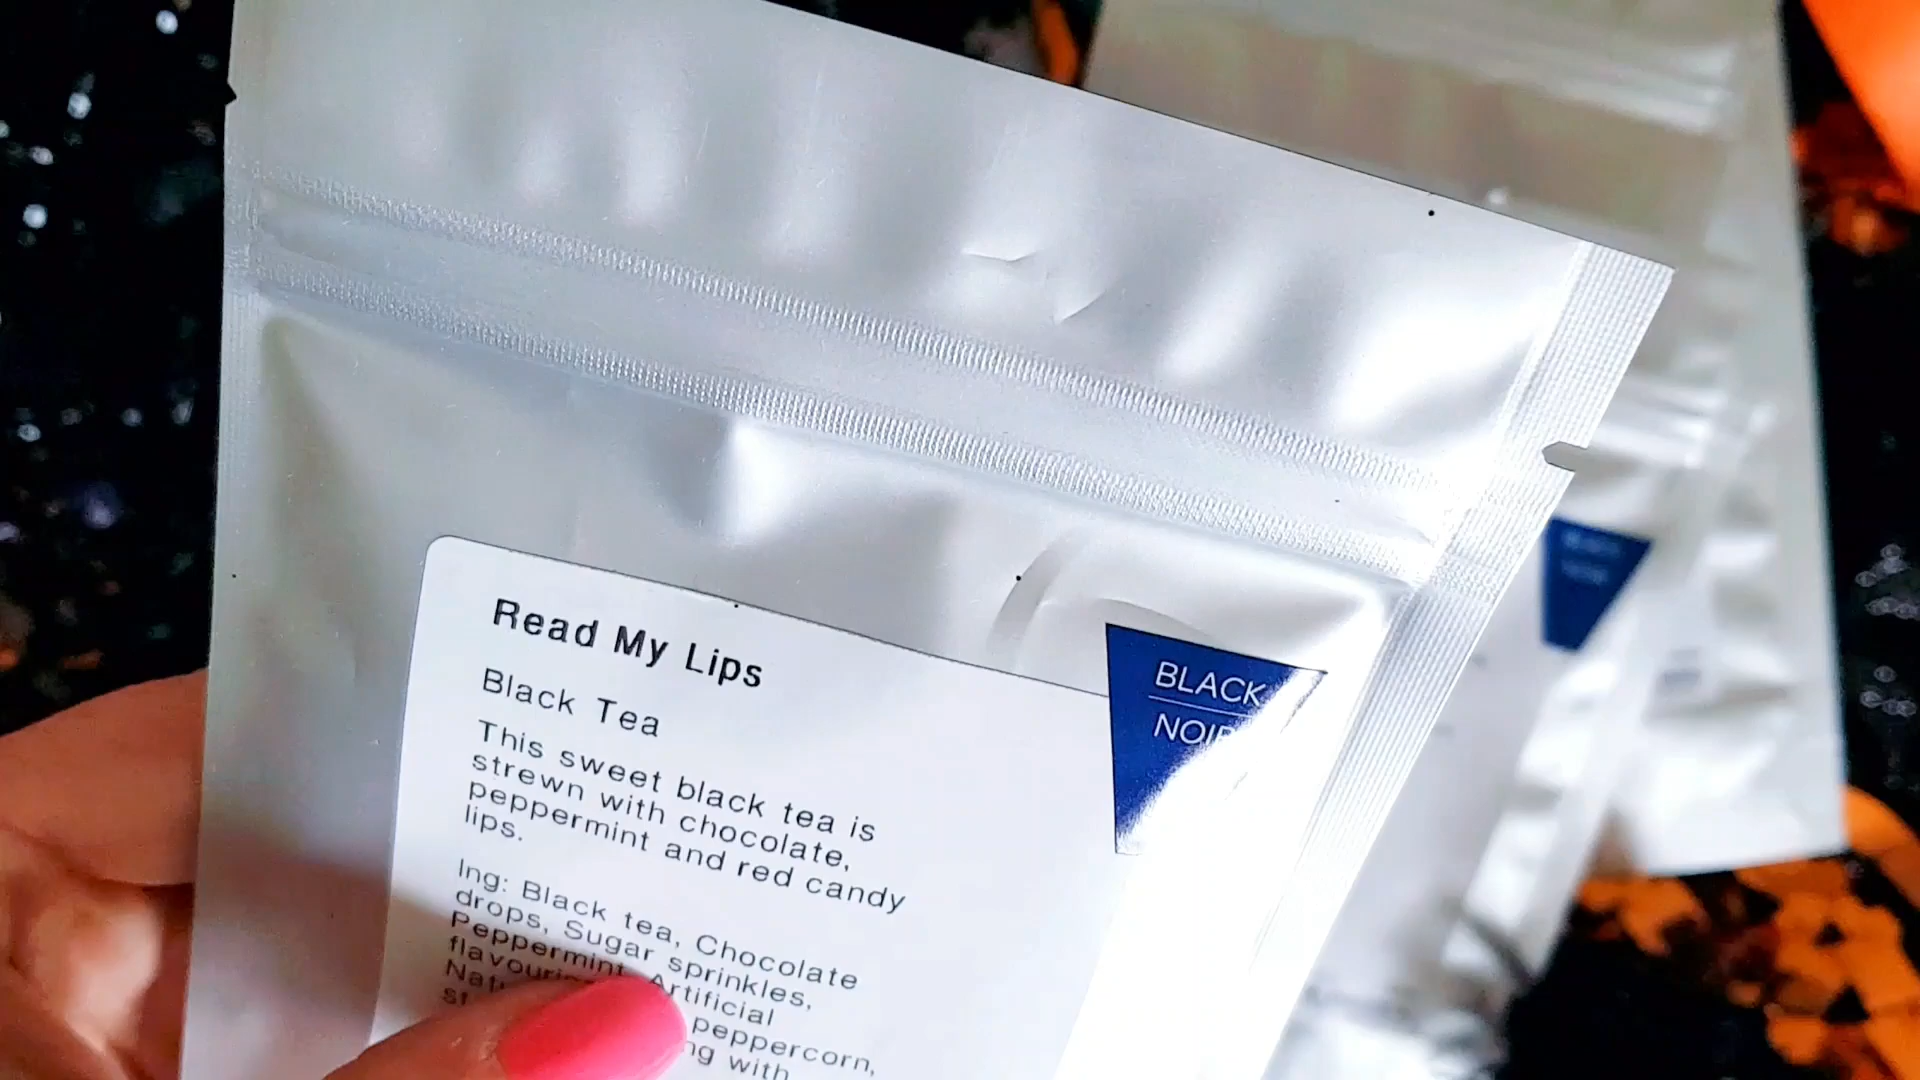 Read My Lips
Black Tea
This sweet black tea is
strewn with chocolate,
peppermint and red candy
lips.
Ing: Black tea, Chocolate
drops, Sugar sprinkles,
Peppermint, Artificial
peppercorn,
with
BLACK
NOIR